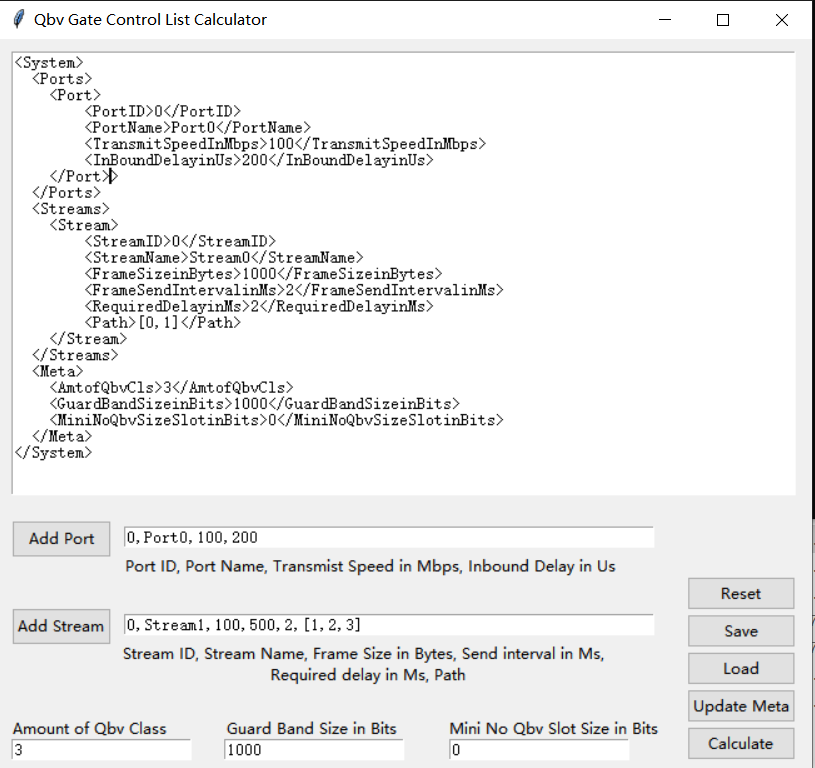 Qbv Gate Control List Calculator
<System>
  <Ports>
    <Port>
        <PortID>0</PortID>
        <PortName>Port0</PortName>
        <TransmitSpeedInMbps>100</TransmitSpeedInMbps>
        <InBoundDelayinUs>200</InBoundDelayinUs>
    </Port>>
  </Ports>
  <Streams>
    <Stream>
        <StreamID>0</StreamID>
        <StreamName>Stream0</StreamName>
        <FrameSizeinBytes>1000</FrameSizeinBytes>
        <FrameSendIntervalinMs>2</FrameSendIntervalinMs>
        <RequiredDelayinMs>2</RequiredDelayinMs>
        <Path>[0,1]</Path>
    </Stream>
  </Streams>
  <Meta>
    <AmtofQbvCls>3</AmtofQbvCls>
    <GuardBandSizeinBits>1000</GuardBandSizeinBits>
    <MiniNoQbvSizeSlotinBits>0</MiniNoQbvSizeSlotinBits>
  </Meta>
</System>
Add Port
0,Port0,100,200
Port ID, Port Name, Transmist Speed in Mbps, Inbound Delay in Us
Add Stream
0,Stream1,100,500,2,[1,2,3]
Stream ID, Stream Name, Frame Size in Bytes, Send interval in Ms,
Required delay in Ms, Path
Reset
Save
Load
Update Meta
Calculate
Amount of Qbv Class
3
Guard Band Size in Bits
1000
Mini No Qbv Slot Size in Bits
0